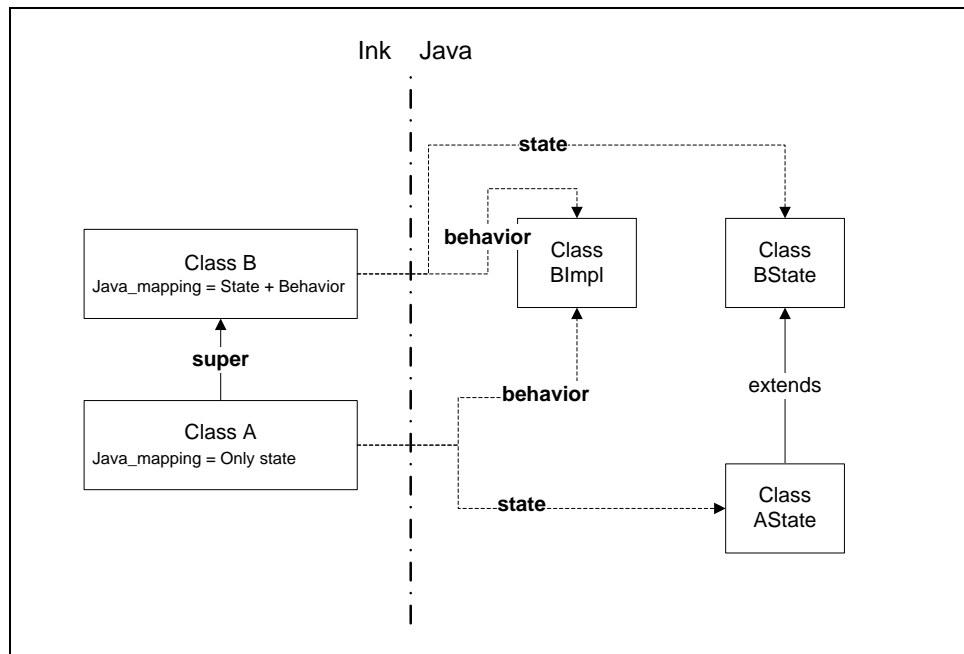 Ink Java
state
behavior
Class
BImpl
Class
BState
Class B
Java_mapping = State + Behavior
super
behavior
extends
Class A
Java_mapping = Only state
state
Class
AState